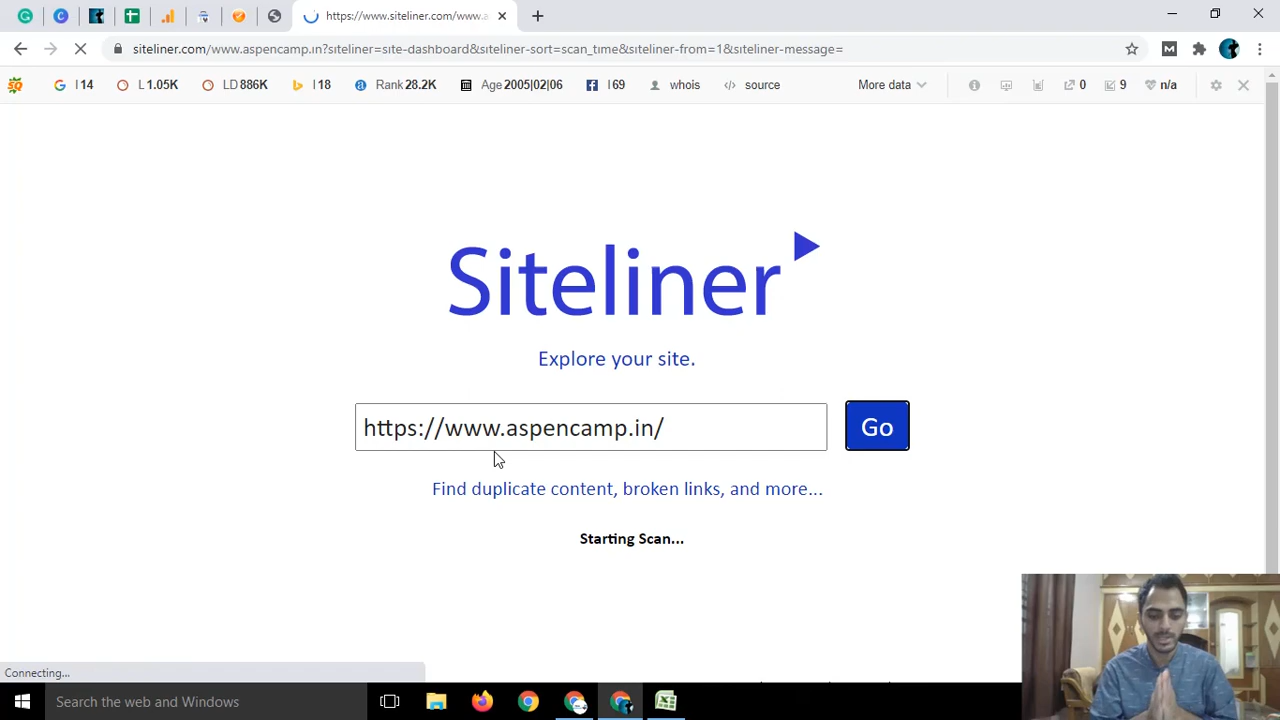 https://www.siteliner.com/www.a
siteliner.com/www.aspencamp.in?siteliner=site-dashboard&siteliner-sort=scan_time&siteliner-from=1&siteliner-message=
SQ G I 14 L 1.05K LD 886K b I 18 a Rank 28.2K Age 2005|02|06 f I 69 whois </> source More data 0 9 n/a
Siteliner
Explore your site.
https://www.aspencamp.in/ Go
Find duplicate content, broken links, and more...
Starting Scan...
Connecting...
Search the web and Windows